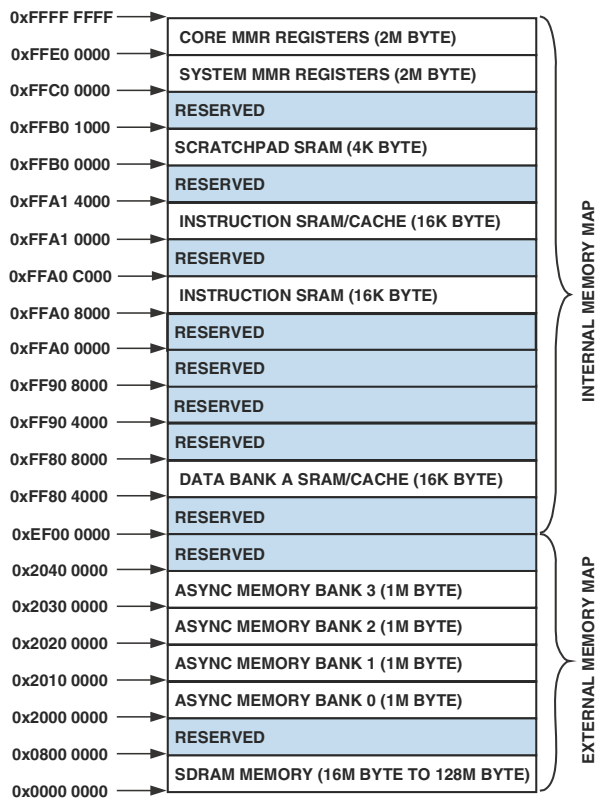 0xFFFF FFFF
CORE MMR REGISTERS (2M BYTE)
0xFFE0 0000
SYSTEM MMR REGISTERS (2M BYTE)
0xFFC0 0000
RESERVED
0xFFB0 1000
SCRATCHPAD SRAM (4K BYTE)
0xFFB0 0000
RESERVED
0xFFA1 4000
INSTRUCTION SRAM/CACHE (16K BYTE)
0xFFA1 0000
RESERVED
0xFFA0 C000
INSTRUCTION SRAM (16K BYTE)
0xFFA0 8000
RESERVED
0xFFA0 0000
RESERVED
0xFF90 8000
RESERVED
0xFF90 4000
RESERVED
0xFF80 8000
DATA BANK A SRAM/CACHE (16K BYTE)
0xFF80 4000
RESERVED
0xEF00 0000
RESERVED
0x2040 0000
ASYNC MEMORY BANK 3 (1M BYTE)
0x2030 0000
ASYNC MEMORY BANK 2 (1M BYTE)
0x2020 0000
ASYNC MEMORY BANK 1 (1M BYTE)
0x2010 0000
ASYNC MEMORY BANK 0 (1M BYTE)
0x2000 0000
RESERVED
0x0800 0000
SDRAM MEMORY (16M BYTE TO 128M BYTE)
0x0000 0000
INTERNAL MEMORY MAP
EXTERNAL MEMORY MAP